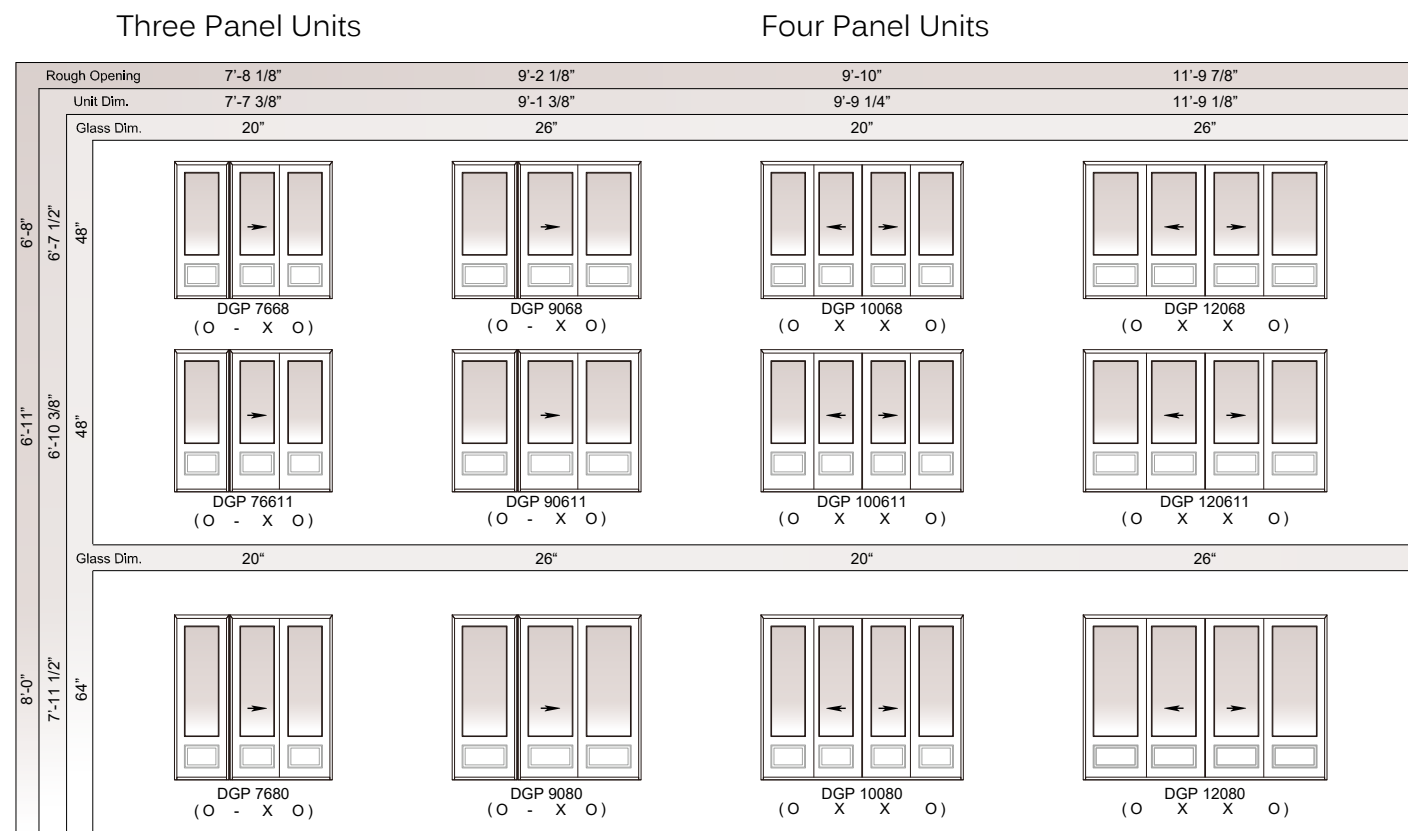 Three Panel Units Four Panel Units
Rough Opening 7’-8 1/8” 9’-2 1/8” 9’-10” 11’-9 7/8”
Unit Dim. 7’-7 3/8” 9’-1 3/8” 9’-9 1/4” 11’-9 1/8”
Glass Dim. 20” 26” 20” 26”
6’-8” 6’-7 1/2” 48”
DGP 7668 DGP 9068 DGP 10068 DGP 12068
(O - X O) (O - X O) (O X X O) (O X X O)
6’-11” 6’-10 3/8” 48”
DGP 76611 DGP 90611 DGP 100611 DGP 120611
(O - X O) (O - X O) (O X X O) (O X X O)
Glass Dim. 20“ 26“ 20“ 26“
8’-0” 7’-11 1/2” 64”
DGP 7680 DGP 9080 DGP 10080 DGP 12080
(O - X O) (O - X O) (O X X O) (O X X O)